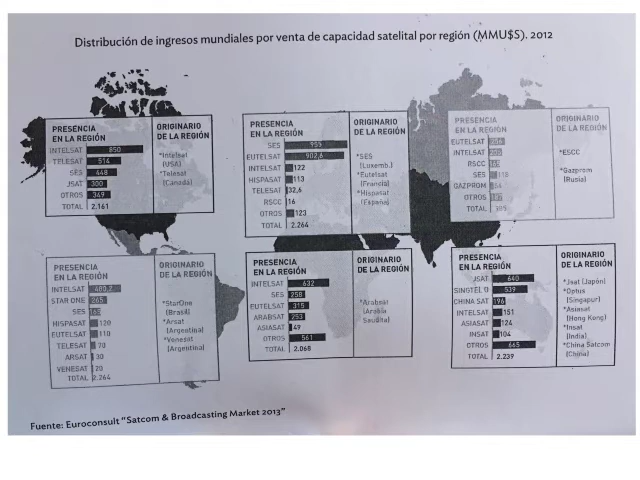 Distribución de ingresos mundiales por venta de capacidad satelital por región (MMU$S). 2012
PRESENCIA
EN LA REGIÓN
INTELSAT 850
TELESAT 514
SES 448
JSAT 300
OTROS 349
TOTAL 2.161
ORIGINARIO
DE LA REGIÓN
*Intelsat
(USA)
*Telesat
(Canadá)
PRESENCIA
EN LA REGIÓN
SES 955
EUTELSAT 902,6
INTELSAT 122
HISPASAT 113
TELESAT 32,6
RSCC 16
OTROS 123
TOTAL 2.264
ORIGINARIO
DE LA REGIÓN
*SES
(Luxemb.)
*Eutelsat
(Francia)
*Hispasat
(España)
PRESENCIA
EN LA REGIÓN
EUTELSAT
INTELSAT
RSCC
SES 118
GAZPROM
OTROS
TOTAL
ORIGINARIO
DE LA REGIÓN
*ESCC
*Gazprom
(Rusia)
PRESENCIA
EN LA REGIÓN
INTELSAT 480,2
STAR ONE 265
SES
HISPASAT 120
EUTELSAT 110
TELESAT 70
ARSAT 30
VENESAT 20
TOTAL 2.264
ORIGINARIO
DE LA REGIÓN
*StarOne
(Brasil)
*Arsat
(Argentina)
*Venesat
(Argentina)
PRESENCIA
EN LA REGIÓN
INTELSAT 632
SES 258
EUTELSAT 315
ARABSAT 253
ASIASAT 49
OTROS 561
TOTAL 2.068
ORIGINARIO
DE LA REGIÓN
*Arabsat
(Arabia
Saudita)
PRESENCIA
EN LA REGIÓN
JSAT 640
SINGTEL O 539
CHINA SAT 196
INTELSAT 151
ASIASAT 124
INSAT 104
OTROS 665
TOTAL 2.239
ORIGINARIO
DE LA REGIÓN
*Jsat (Japón)
*Optus
(Singapur)
*Asiasat
(Hong Kong)
*Insat
(India).
*China Satcom
(China)
Fuente: Euroconsult "Satcom & Broadcasting Market 2013"